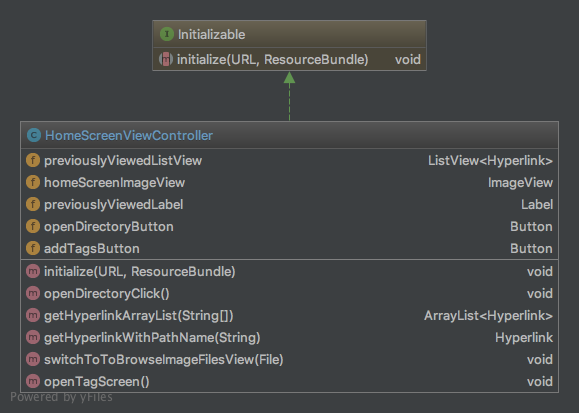 I Initializable
m initialize(URL, ResourceBundle) void
C HomeScreenViewController
f previouslyViewedListView ListView<Hyperlink>
f homeScreenImageView ImageView
f previouslyViewedLabel Label
f openDirectoryButton Button
f addTagsButton Button
m initialize(URL, ResourceBundle) void
m openDirectoryClick() void
m getHyperlinkArrayList(String[]) ArrayList<Hyperlink>
m getHyperlinkWithPathName(String) Hyperlink
m switchToToBrowseImageFilesView(File) void
m openTagScreen() void
Powered by yFiles